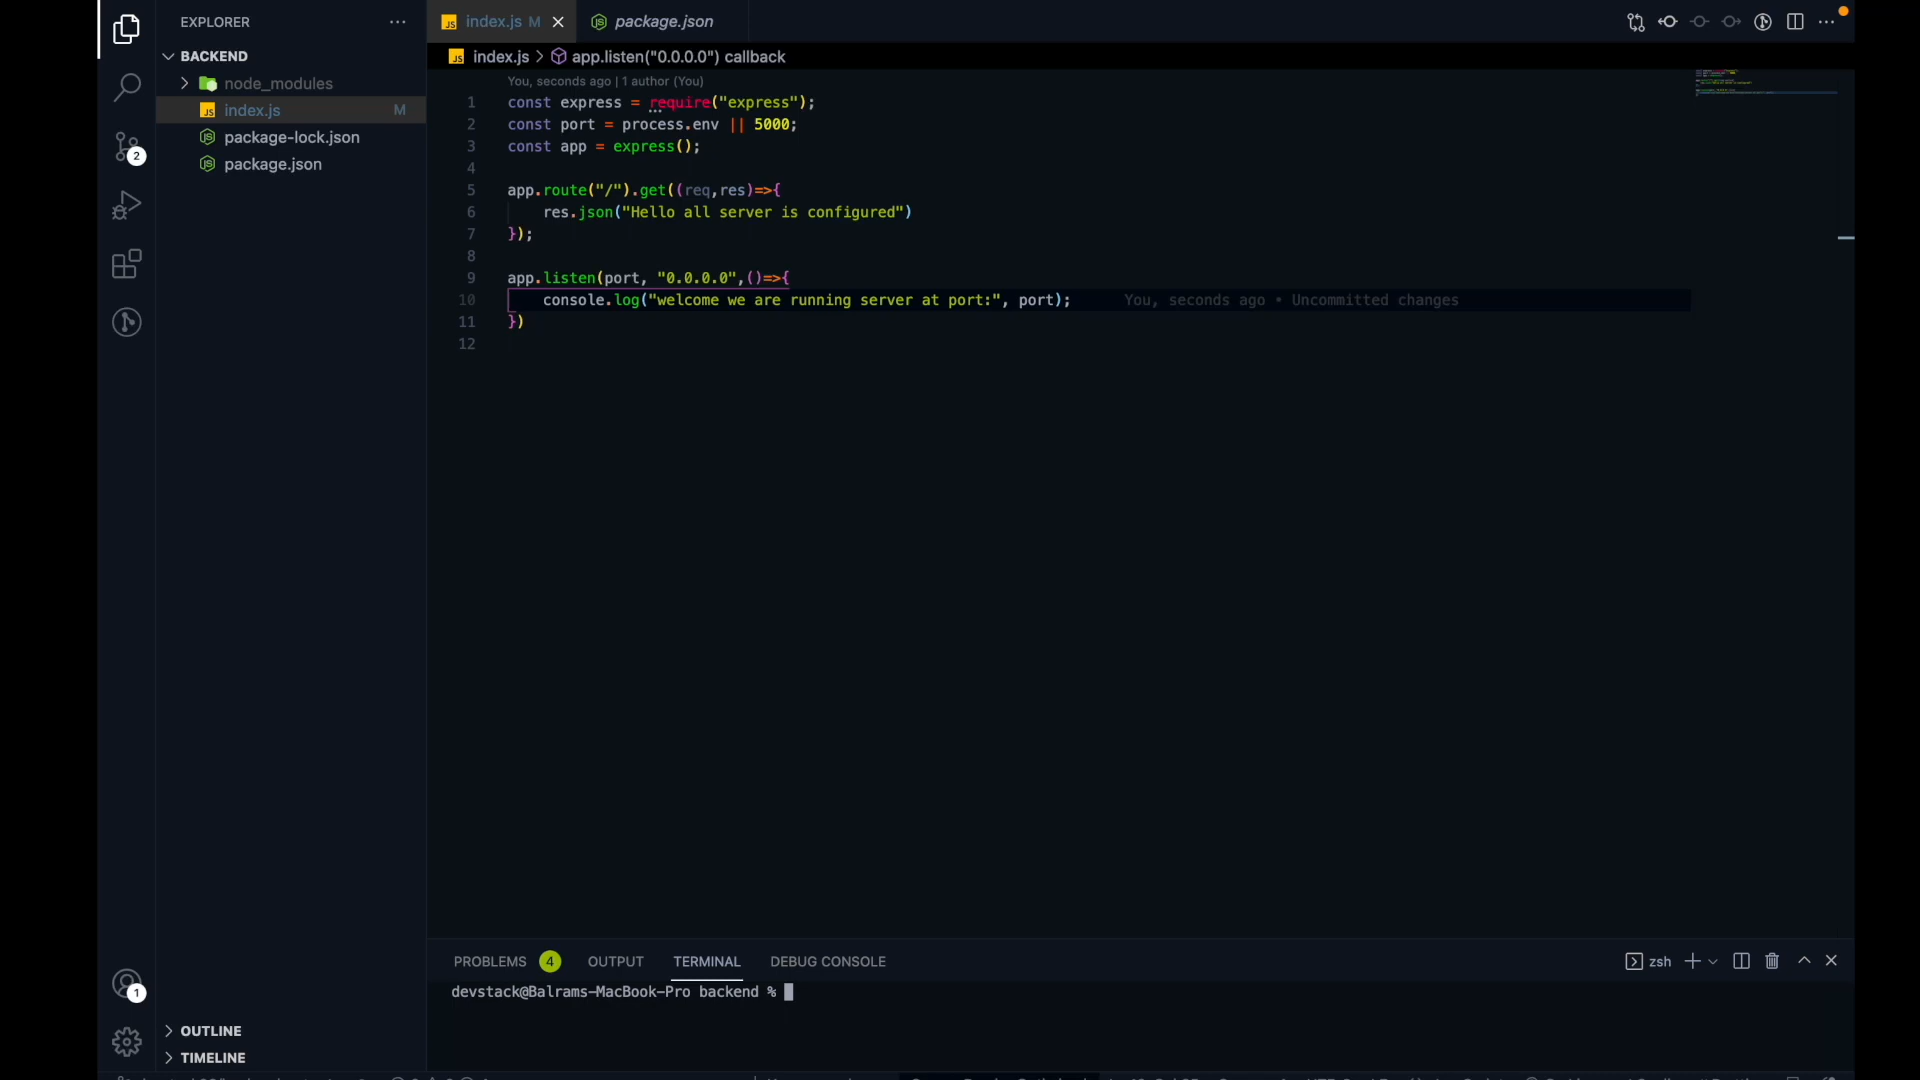 EXPLORER
index.js M
package.json
BACKEND
index.js > app.listen("0.0.0.0") callback
node_modules
index.js M
package-lock.json
package.json
2
You, seconds ago | 1 author (You)
1 const express = require("express");
2 const port = process.env || 5000;
3 const app = express();
4
5 app.route("/").get((req,res)=>{
6 res.json("Hello all server is configured")
7 });
8
9 app.listen(port, "0.0.0.0",()=>{
10 console.log("welcome we are running server at port:", port); You, seconds ago • Uncommitted changes
11 })
12
PROBLEMS 4 OUTPUT TERMINAL DEBUG CONSOLE
zsh
devstack@Balrams-MacBook-Pro backend %
1
OUTLINE
TIMELINE